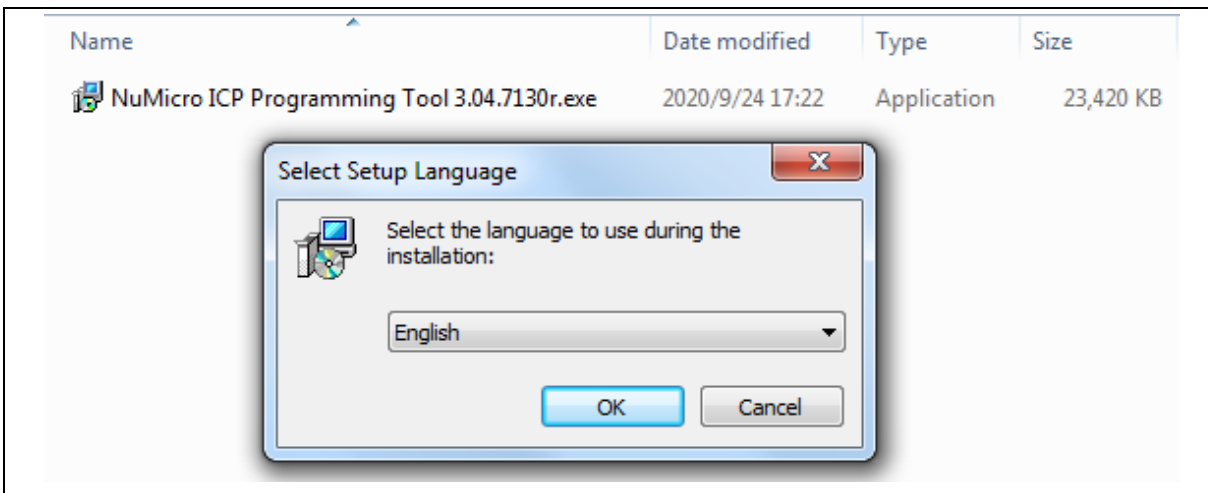 Name Date modified Type Size
NuMicro ICP Programming Tool 3.04.7130r.exe 2020/9/24 17:22 Application 23,420 KB
Select Setup Language
Select the language to use during the
installation:
English
OK Cancel